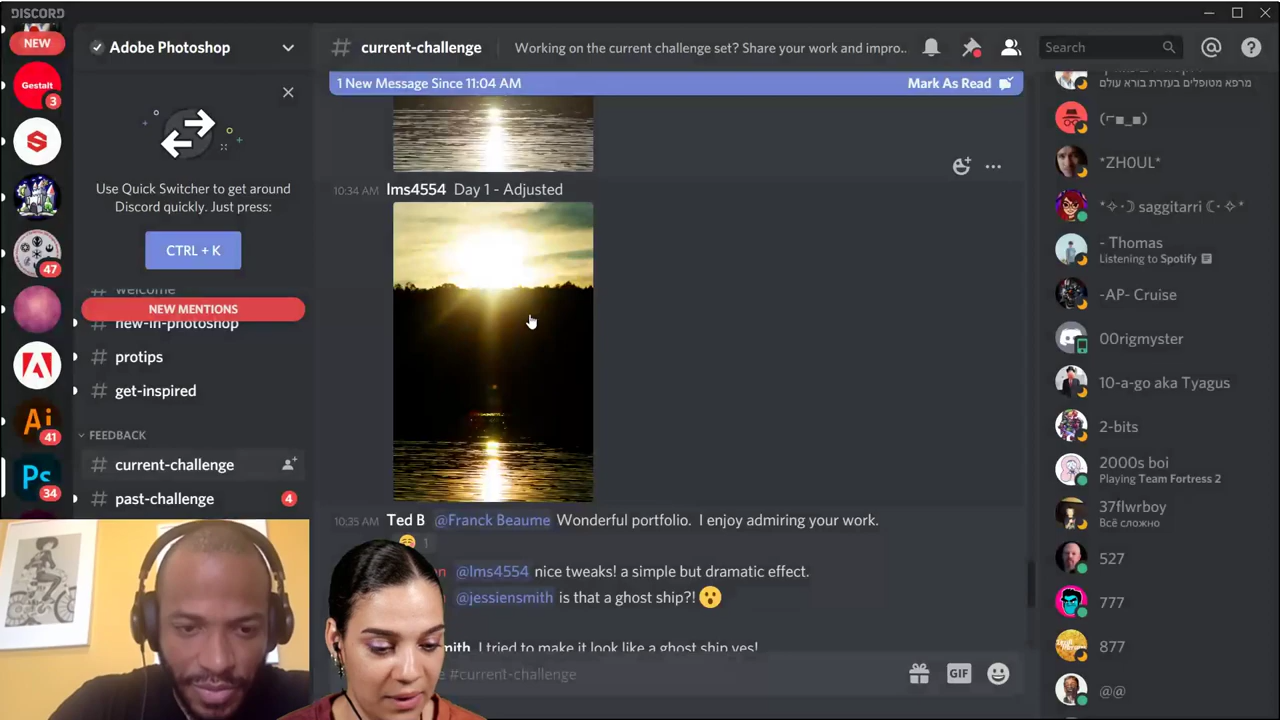 DISCORD
NEW
Adobe Photoshop
current-challenge
Working on the current challenge set? Share your work and impro..
Search
1 New Message Since 11:04 AM
Mark As Read
Gestalt
3
Use Quick Switcher to get around
Discord quickly. Just press:
CTRL + K
47
welcome
NEW MENTIONS
new-in-photoshop
protips
get-inspired
Ai
41
FEEDBACK
current-challenge
past-challenge
4
Ps
34
10:34 AM
lms4554 Day 1 - Adjusted
10:35 AM
Ted B @Franck Beaume Wonderful portfolio. I enjoy admiring your work.
1
@lms4554 nice tweaks! a simple but dramatic effect.
@jessiensmith is that a ghost ship?!
I tried to make it look like a ghost ship yes!
#current-challenge
GIF
מרפא מטופלים בעזרת בורא עולם
*ZH0UL*
saggitarri
- Thomas
Listening to Spotify
-AP- Cruise
00rigmyster
10-a-go aka Tyagus
2-bits
2000s boi
Playing Team Fortress 2
37flwrboy
Всё сложно
527
777
877
@@